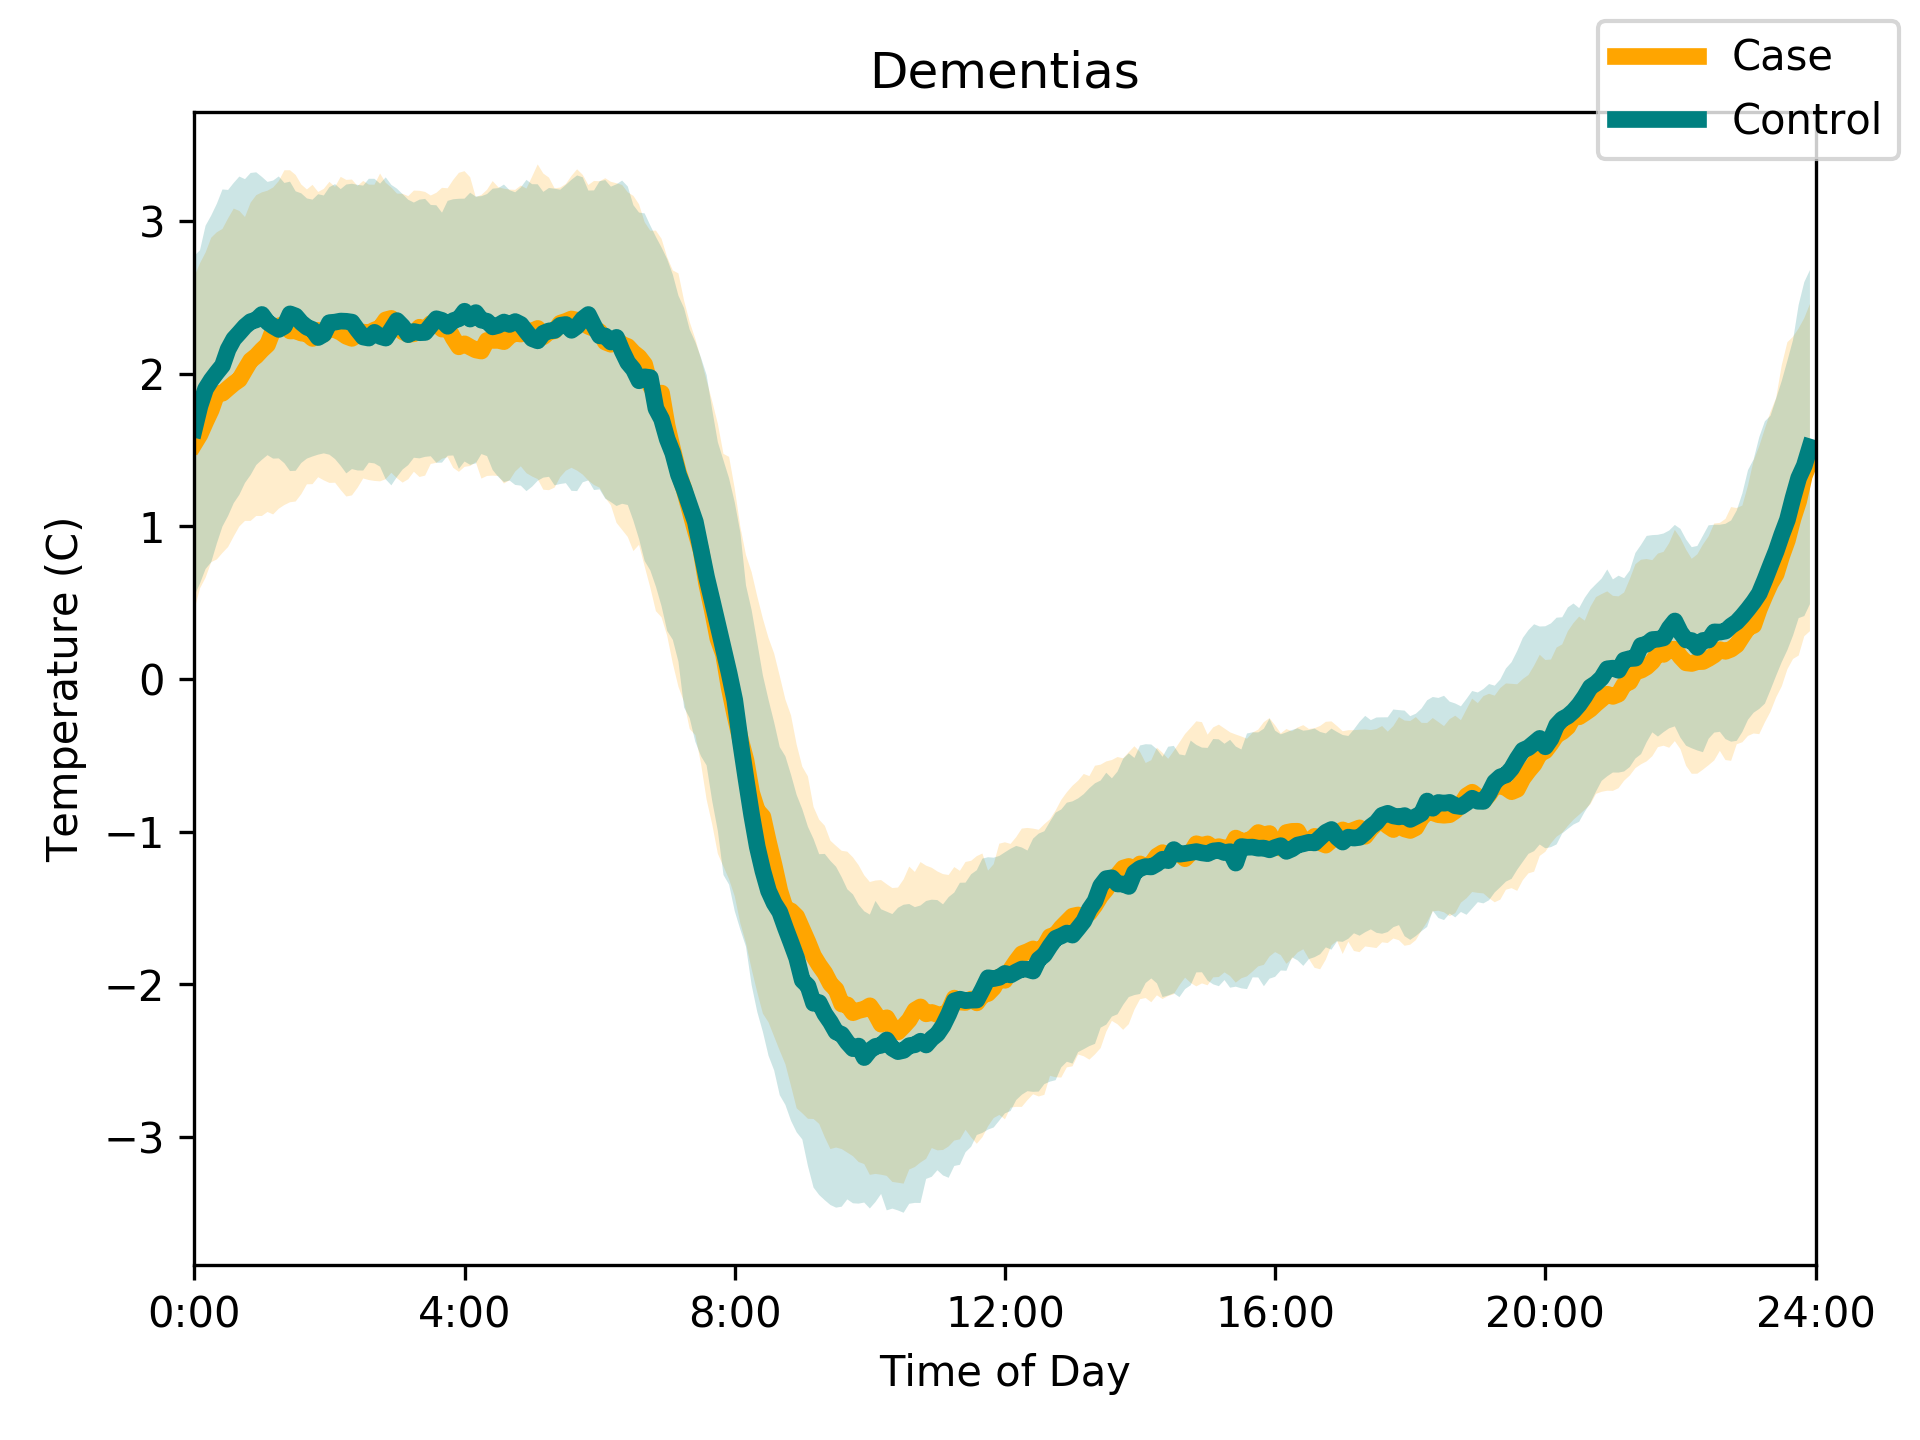 Dementias
Case
Control
Temperature (C)
3
2
1
0
−1
−2
−3
0:00 4:00 8:00 12:00 16:00 20:00 24:00
Time of Day